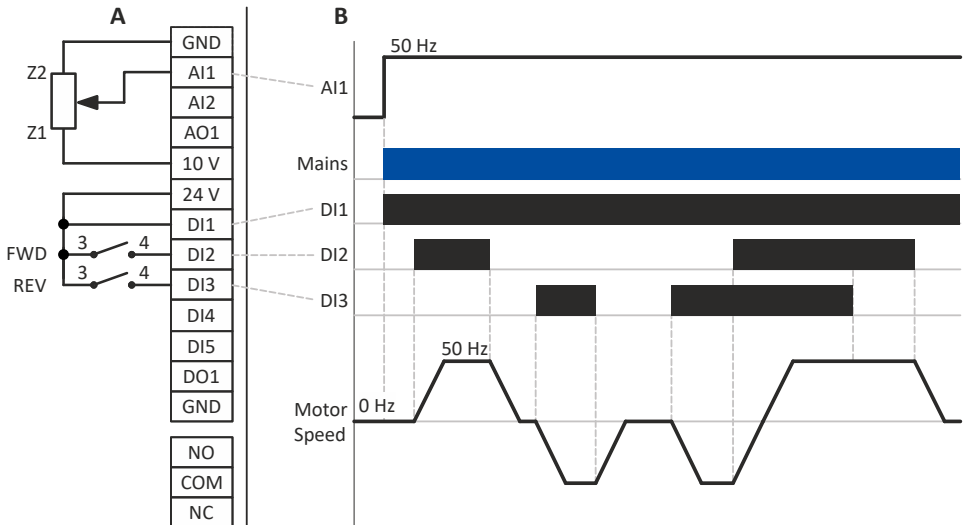 A
B
GND
AI1
AI2
AO1
10 V
24 V
DI1
DI2
DI3
DI4
DI5
DO1
GND
NO
COM
NC
Z2
Z1
FWD
3
4
REV
3
4
50 Hz
AI1
Mains
DI1
DI2
DI3
50 Hz
0 Hz
Motor
Speed